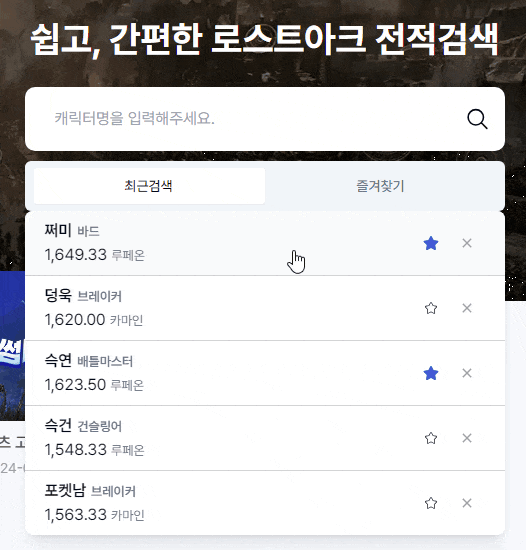 쉽고, 간편한 로스트아크 전적검색
캐릭터명을 입력해주세요.
최근검색 즐겨찾기
쩌미 바드
1,649.33 루페온
덩욱 브레이커
1,620.00 카마인
슥연 배틀마스터
1,623.50 루페온
슥건 건슬링어
1,548.33 루페온
포켓남 브레이커
1,563.33 카마인
츠 고
24-